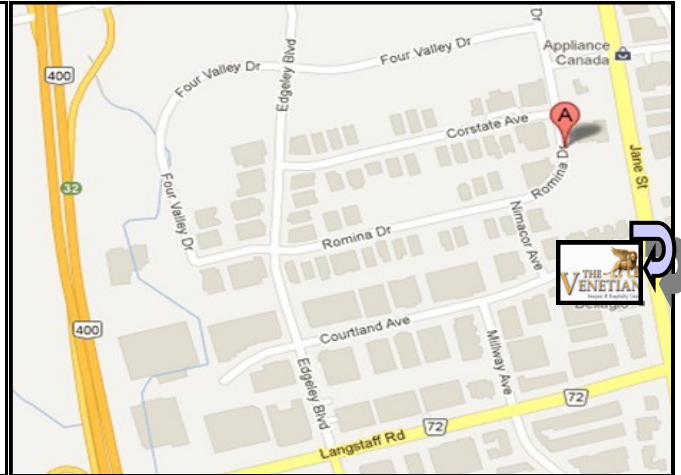 Dr
Four Valley Dr
Appliance
Canada
400
Four Valley Dr
Edgeley Blvd
A
Corstate Ave
Jane St
32
Four Valley Dr
Romina Dr
Romina Dr
Nimacor Ave
THE
VENETIAN
400
Courtland Ave
Millway Ave
Edgeley Blvd
72
72
Langstaff Rd